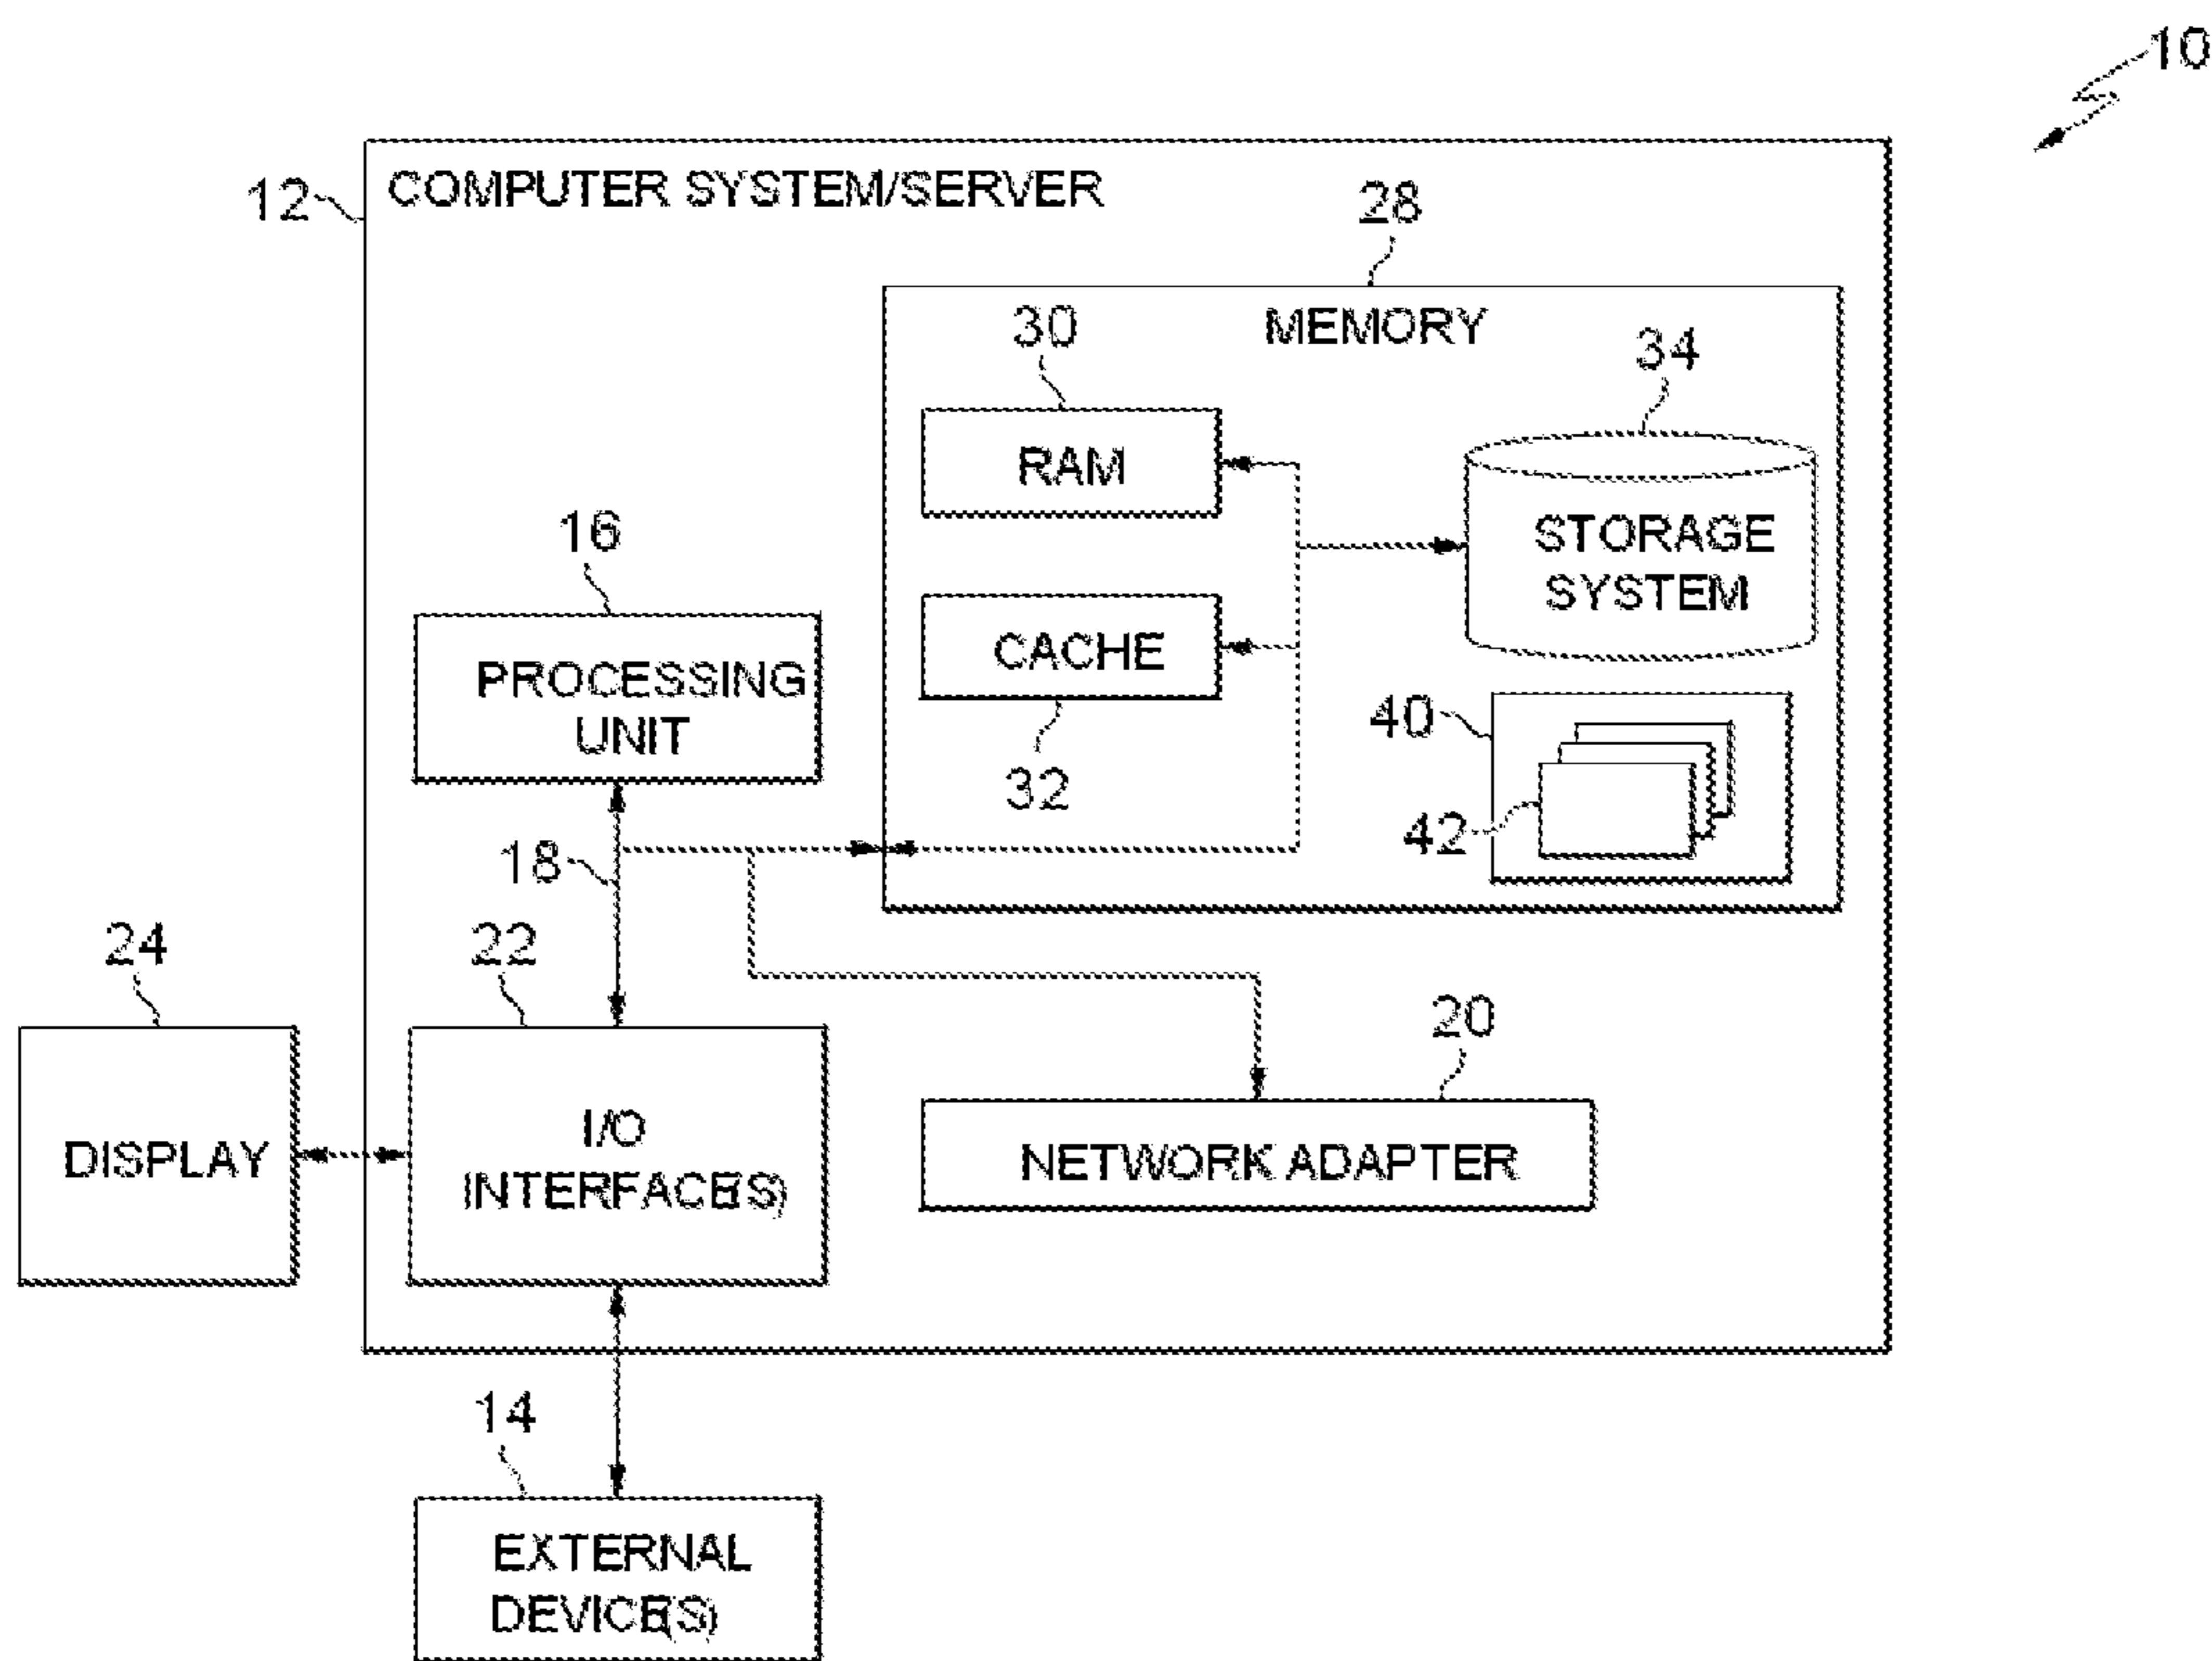 10
12
COMPUTER SYSTEM/SERVER
28
MEMORY
30
RAM
34
STORAGE
SYSTEM
16
PROCESSING
UNIT
CACHE
32
40
42
18
24
DISPLAY
22
I/O
INTERFACE(S)
20
NETWORK ADAPTER
14
EXTERNAL
DEVICE(S)